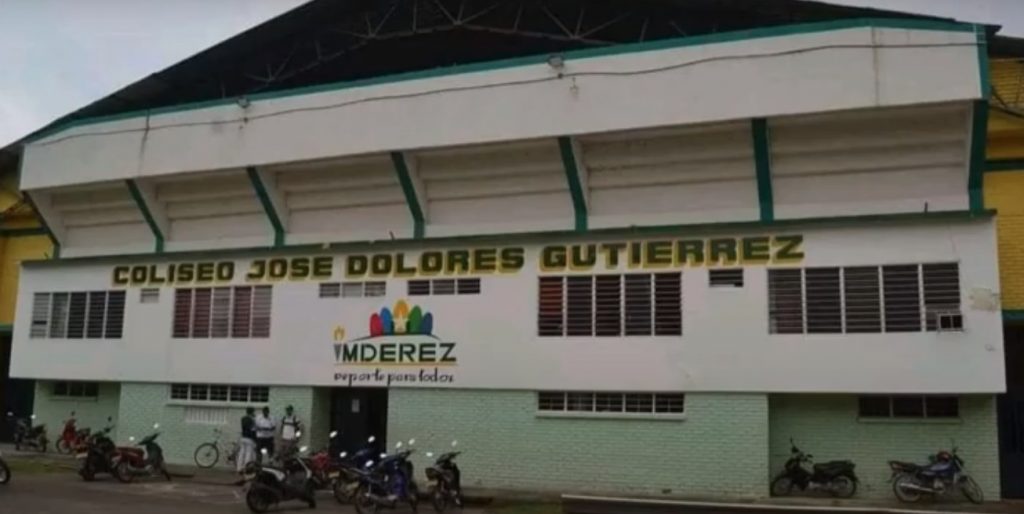 COLISEO JOSE DOLORES GUTIERREZ
IMDEREZ
deporte para todos